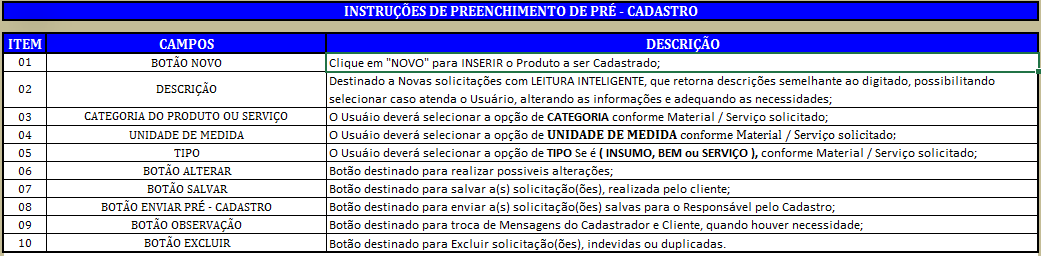 INSTRUÇÕES DE PREENCHIMENTO DE PRÉ - CADASTRO
ITEM CAMPOS DESCRIÇÃO
01 BOTÃO NOVO Clique em "NOVO" para INSERIR o Produto a ser Cadastrado;
02 DESCRIÇÃO Destinado a Novas solicitações com LEITURA INTELIGENTE, que retorna descrições semelhante ao digitado, possibilitando
selecionar caso atenda o Usuário, alterando as informações e adequando as necessidades;
03 CATEGORIA DO PRODUTO OU SERVIÇO O Usuáio deverá selecionar a opção de CATEGORIA conforme Material / Serviço solicitado;
04 UNIDADE DE MEDIDA O Usuáio deverá selecionar a opção de UNIDADE DE MEDIDA conforme Material / Serviço solicitado;
05 TIPO O Usuáio deverá selecionar a opção de TIPO Se é ( INSUMO, BEM ou SERVIÇO ), conforme Material / Serviço solicitado;
06 BOTÃO ALTERAR Botão destinado para realizar possiveis alterações;
07 BOTÃO SALVAR Botão destinado para salvar a(s) solicitação(ões), realizada pelo cliente;
08 BOTÃO ENVIAR PRÉ - CADASTRO Botão destinado para enviar a(s) solicitação(ões) salvas para o Responsável pelo Cadastro;
09 BOTÃO OBSERVAÇÃO Botão destinado para troca de Mensagens do Cadastrador e Cliente, quando houver necessidade;
10 BOTÃO EXCLUIR Botão destinado para Excluir solicitação(ões), indevidas ou duplicadas.